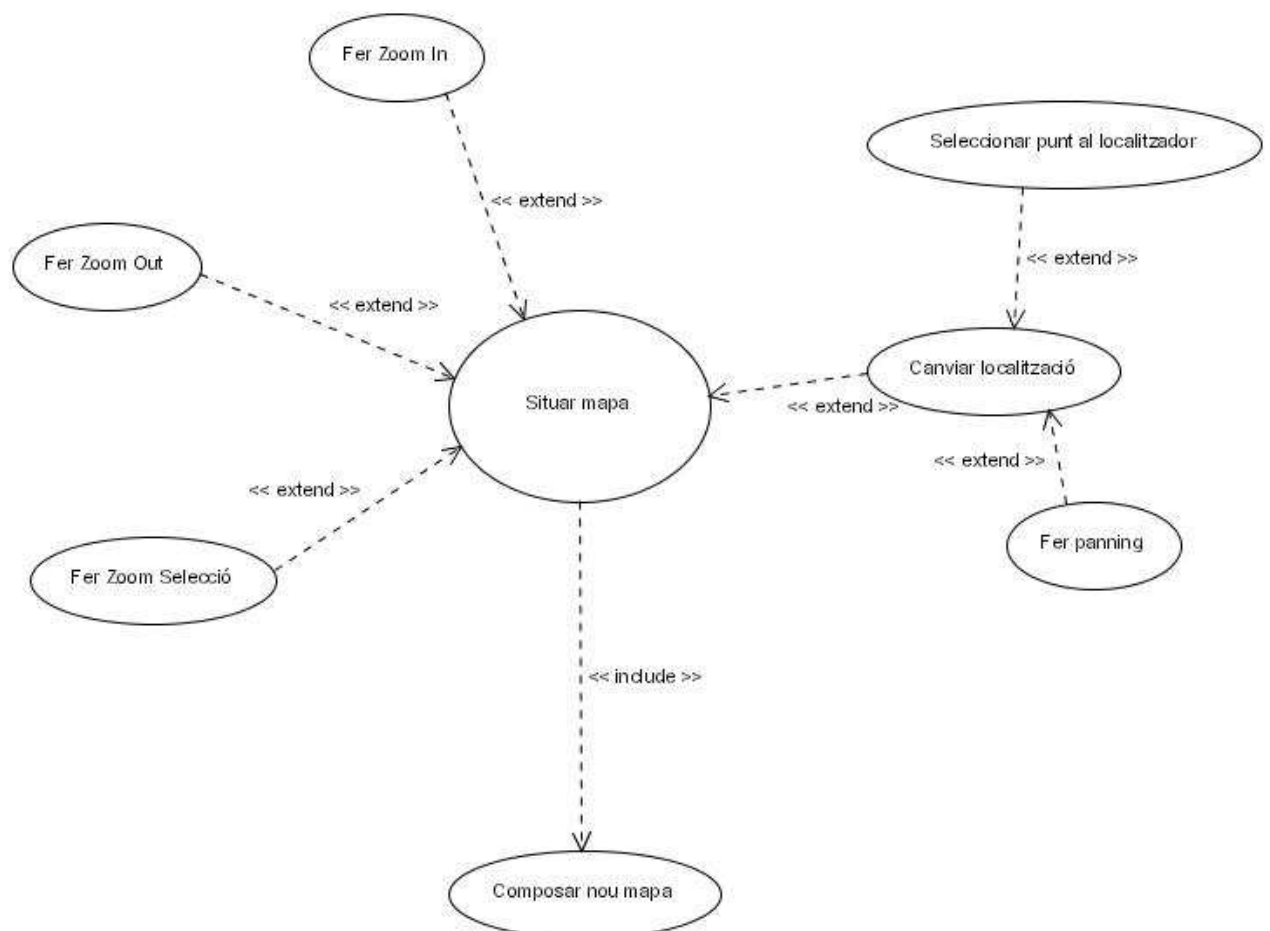 Fer Zoom In
Seleccionar punt al localitzador
<< extend >>
Fer Zoom Out
<< extend >>
<< extend >>
Canviar localització
Situar mapa
<< extend >>
<< extend >>
<< extend >>
Fer panning
Fer Zoom Selecció
<< include >>
Composar nou mapa